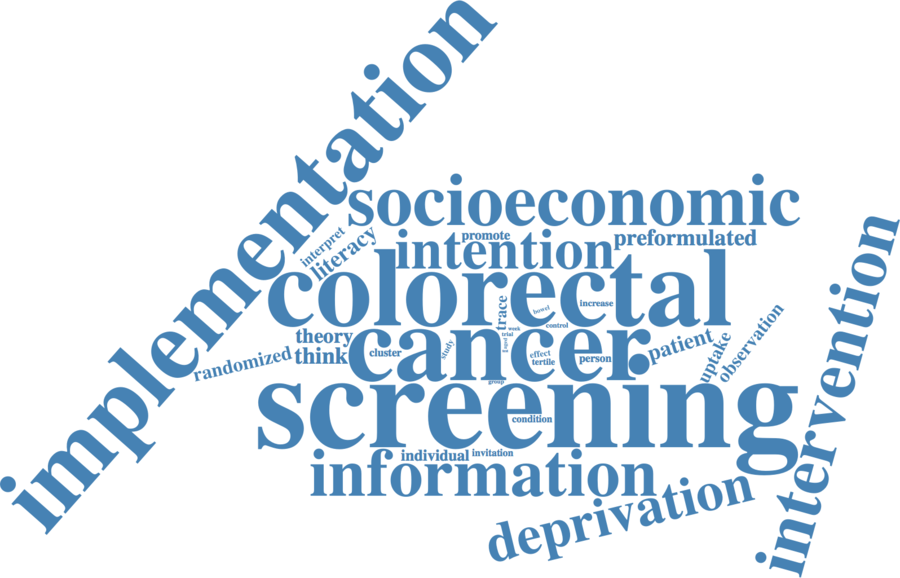 implementation
socioeconomic
interpret
literacy
promote
intention
preformulated
colorectal
trace
bowel
increase
control
week
trial
theory
think
cancer
cluster
study
effect
tertile
person
patient
uptake
observation
randomized
group
screening
condition
individual
invitation
information
deprivation
intervention